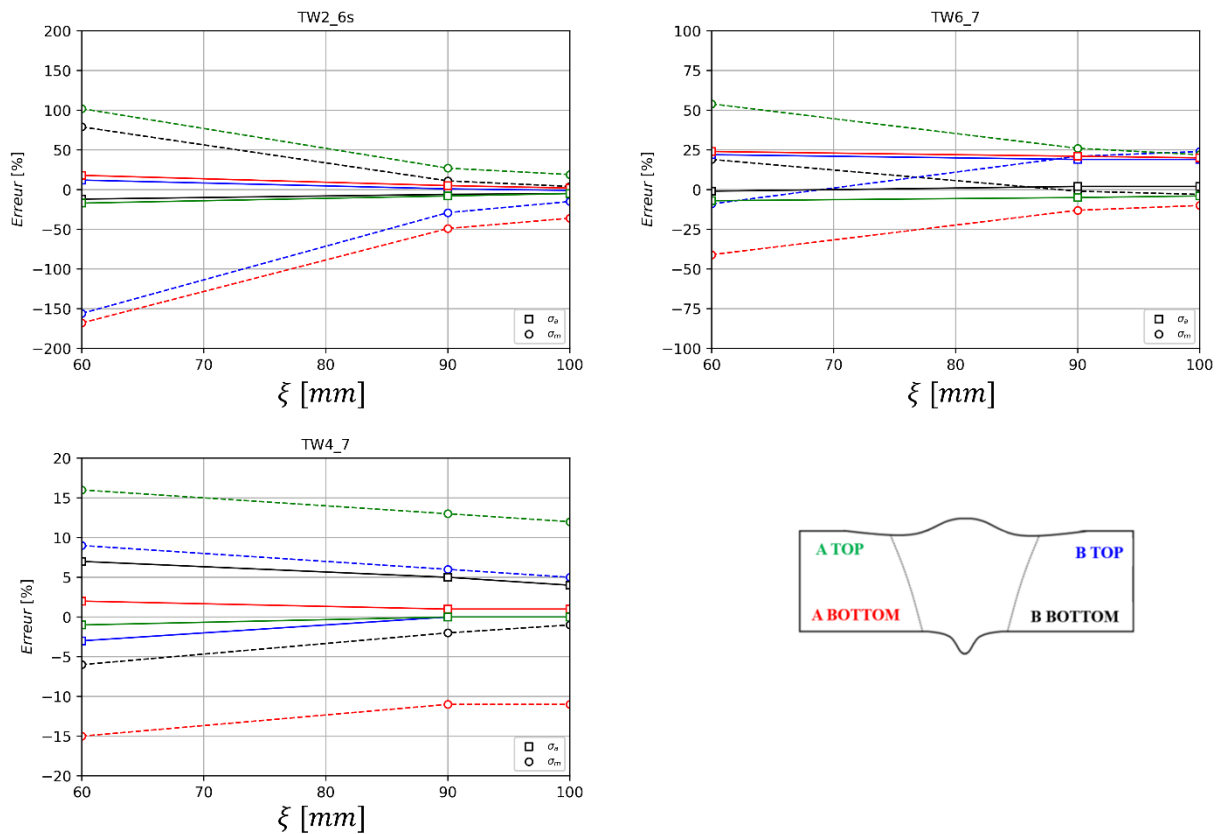 TW2_6s
200
150
100
50
0
−50
−100
−150
−200
Erreur [%]
60 70 80 90 100
ξ [mm]
σa
σm
TW6_7
100
75
50
25
0
−25
−50
−75
−100
Erreur [%]
60 70 80 90 100
ξ [mm]
σa
σm
TW4_7
20
15
10
5
0
−5
−10
−15
−20
Erreur [%]
60 70 80 90 100
ξ [mm]
σa
σm
A TOP B TOP
A BOTTOM B BOTTOM